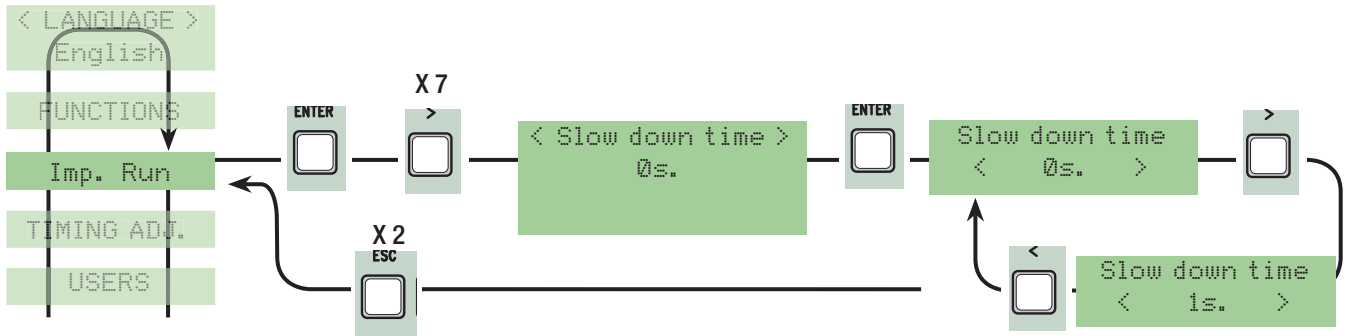 < LANGUAGE >
English
FUNCTIONS
Imp. Run
TIMING ADJ.
USERS
ENTER
X 7
>
< Slow down time >
0s.
ENTER
Slow down time
< 0s. >
>
X 2
ESC
<
Slow down time
< 1s. >